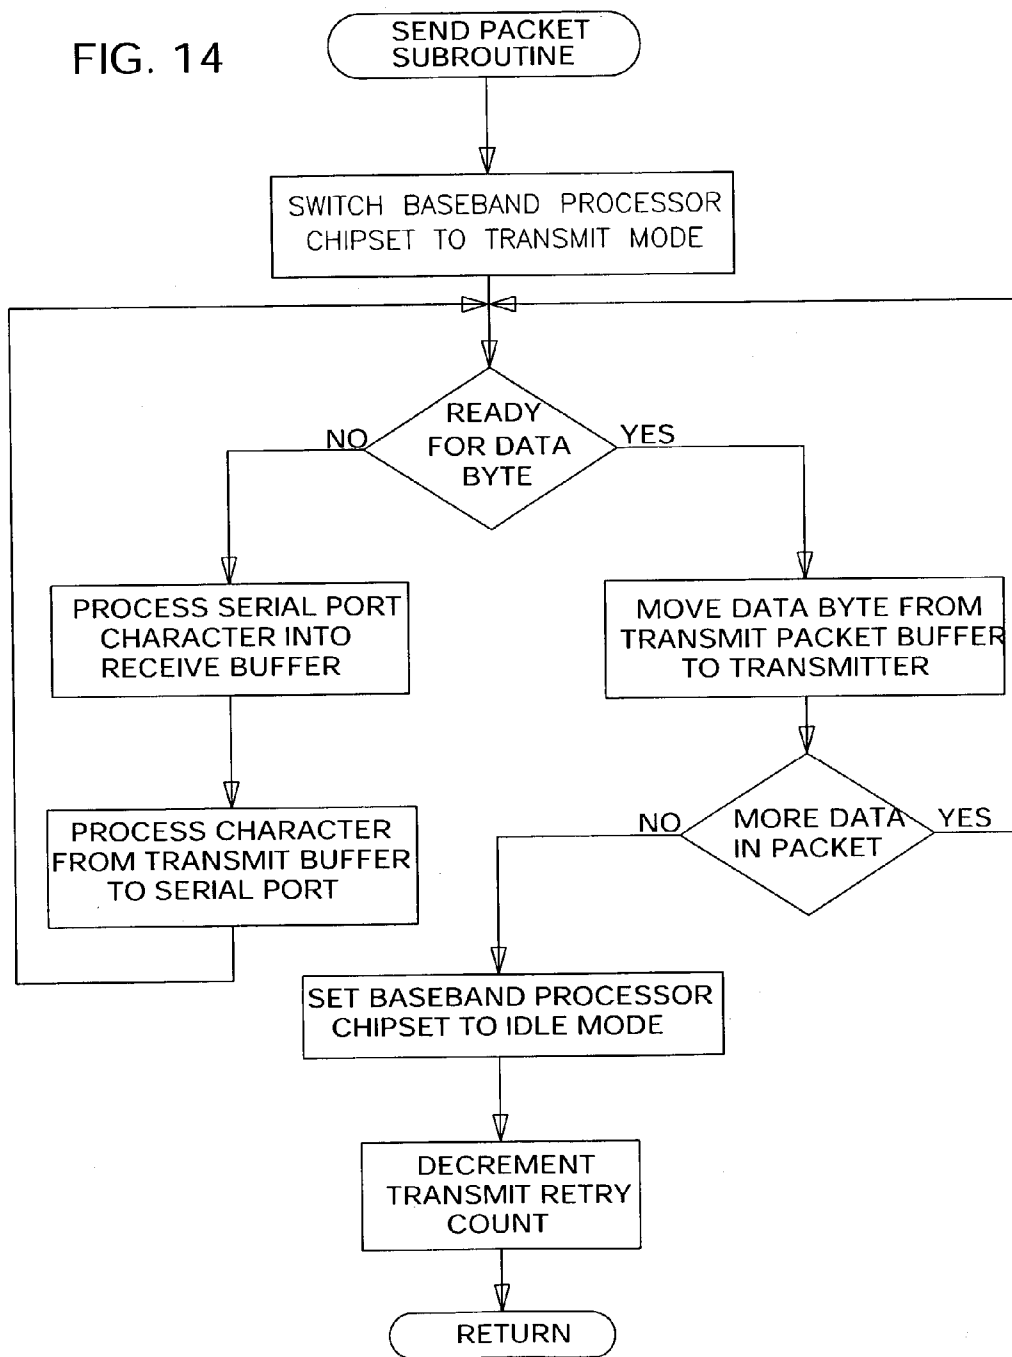 FIG. 14
SEND PACKET
SUBROUTINE
SWITCH BASEBAND PROCESSOR
CHIPSET TO TRANSMIT MODE
READY
FOR DATA
BYTE
NO
YES
PROCESS SERIAL PORT
CHARACTER INTO
RECEIVE BUFFER
MOVE DATA BYTE FROM
TRANSMIT PACKET BUFFER
TO TRANSMITTER
PROCESS CHARACTER
FROM TRANSMIT BUFFER
TO SERIAL PORT
MORE DATA
IN PACKET
NO
YES
SET BASEBAND PROCESSOR
CHIPSET TO IDLE MODE
DECREMENT
TRANSMIT RETRY
COUNT
RETURN